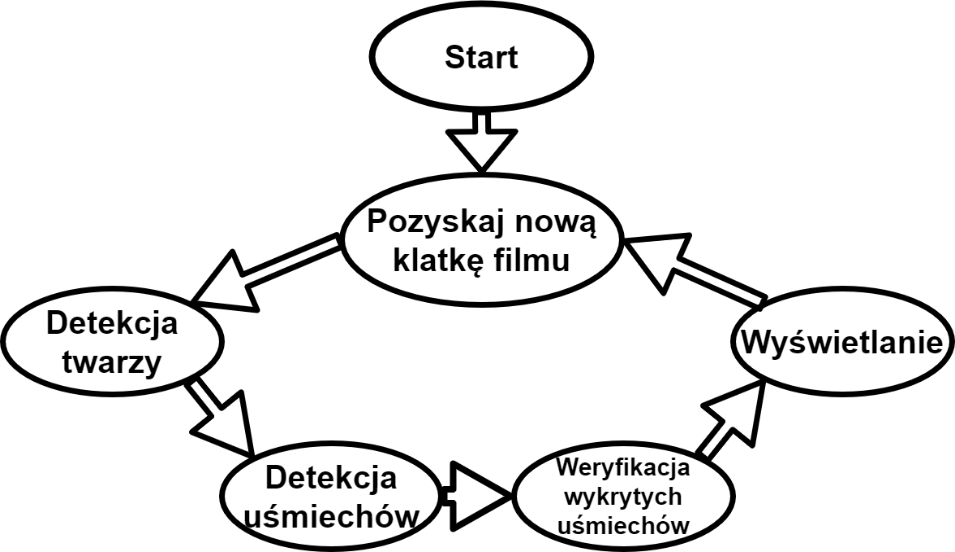 Start
Pozyskaj nową
klatkę filmu
Detekcja
twarzy
Detekcja
uśmiechów
Weryfikacja
wykrytych
uśmiechów
Wyświetlanie